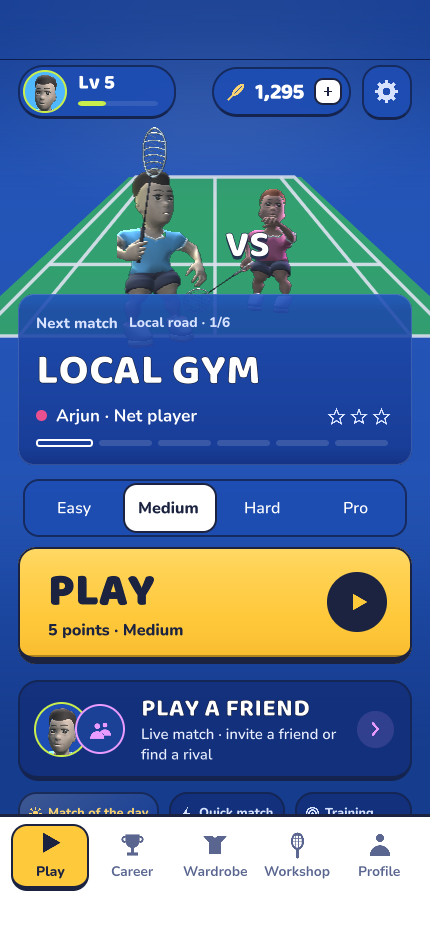 Lv 5
1,295
+
VS
Next match Local road · 1/6
LOCAL GYM
Arjun · Net player
Easy Medium Hard Pro
PLAY
5 points · Medium
PLAY A FRIEND
Live match · invite a friend or
find a rival
Match of the day Quick match Training
Play Career Wardrobe Workshop Profile